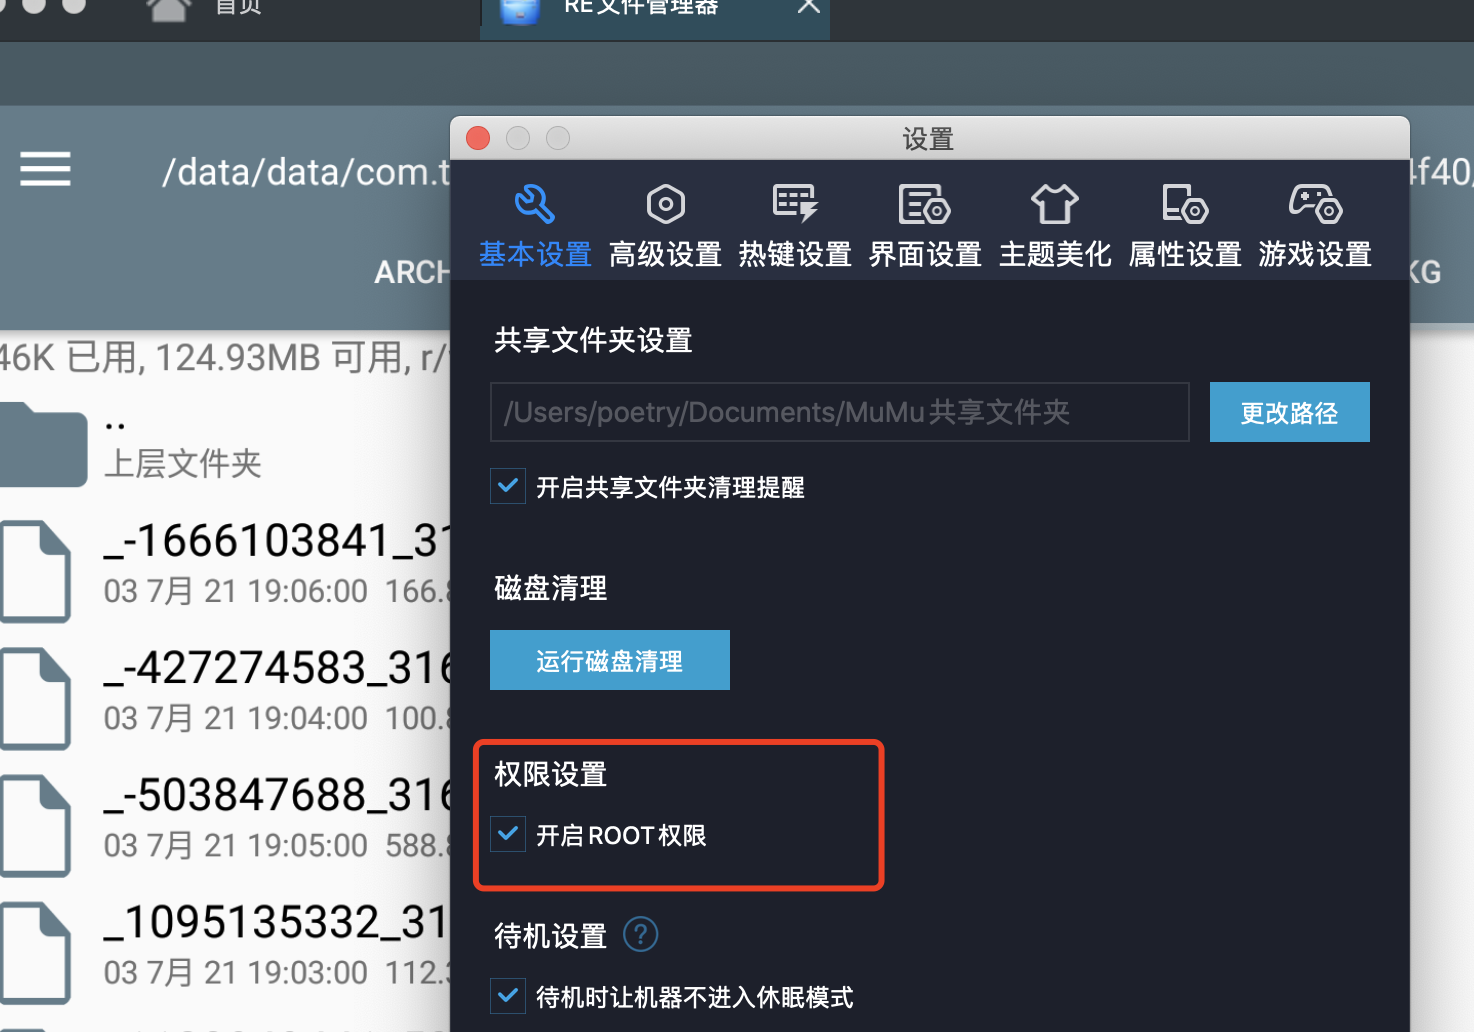 首页
RE文件管理器
/data/data/com.t
4f40/
ARCH
KG
46K 已用, 124.93MB 可用, r/
..
上层文件夹
_-1666103841_31
03 7月 21 19:06:00 166.8
_-427274583_316
03 7月 21 19:04:00 100.8
_-503847688_316
03 7月 21 19:05:00 588.8
_1095135332_31
03 7月 21 19:03:00 112.3
设置
基本设置 高级设置 热键设置 界面设置 主题美化 属性设置 游戏设置
共享文件夹设置
/Users/poetry/Documents/MuMu共享文件夹
更改路径
开启共享文件夹清理提醒
磁盘清理
运行磁盘清理
权限设置
开启ROOT权限
待机设置 ?
待机时让机器不进入休眠模式